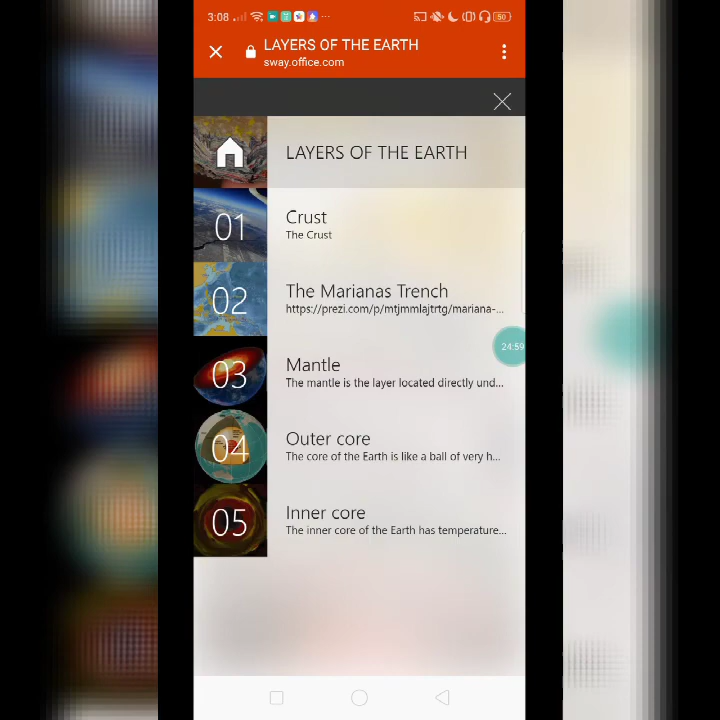 3:08
50
LAYERS OF THE EARTH
sway.office.com
LAYERS OF THE EARTH
01
Crust
The Crust
02
The Marianas Trench
https://prezi.com/p/mtjmmlajtrtg/mariana-...
24:59
03
Mantle
The mantle is the layer located directly und...
04
Outer core
The core of the Earth is like a ball of very h...
05
Inner core
The inner core of the Earth has temperature...